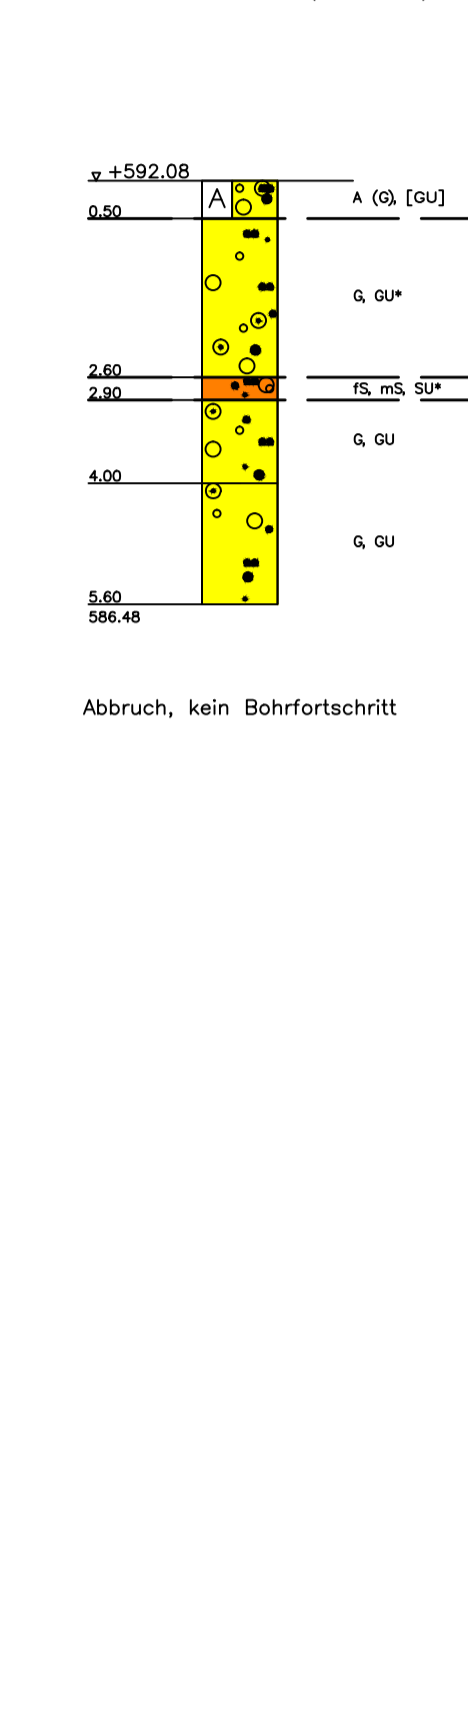 +592.08
A
A (G), [GU]
0.50
G, GU*
2.60
fS, mS, SU*
2.90
G, GU
4.00
G, GU
5.60
586.48
Abbruch, kein Bohrfortschritt